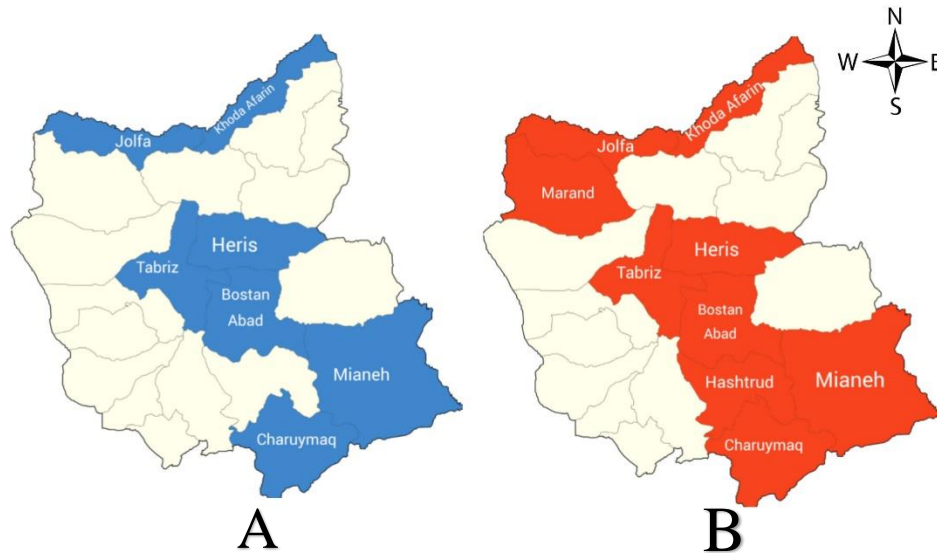 Khoda Afarin
Jolfa
Heris
Tabriz
Bostan
Abad
Mianeh
Charuymaq
A
Khoda Afarin
Jolfa
Marand
Heris
Tabriz
Bostan
Abad
Hashtrud
Mianeh
Charuymaq
B
N
W E
S